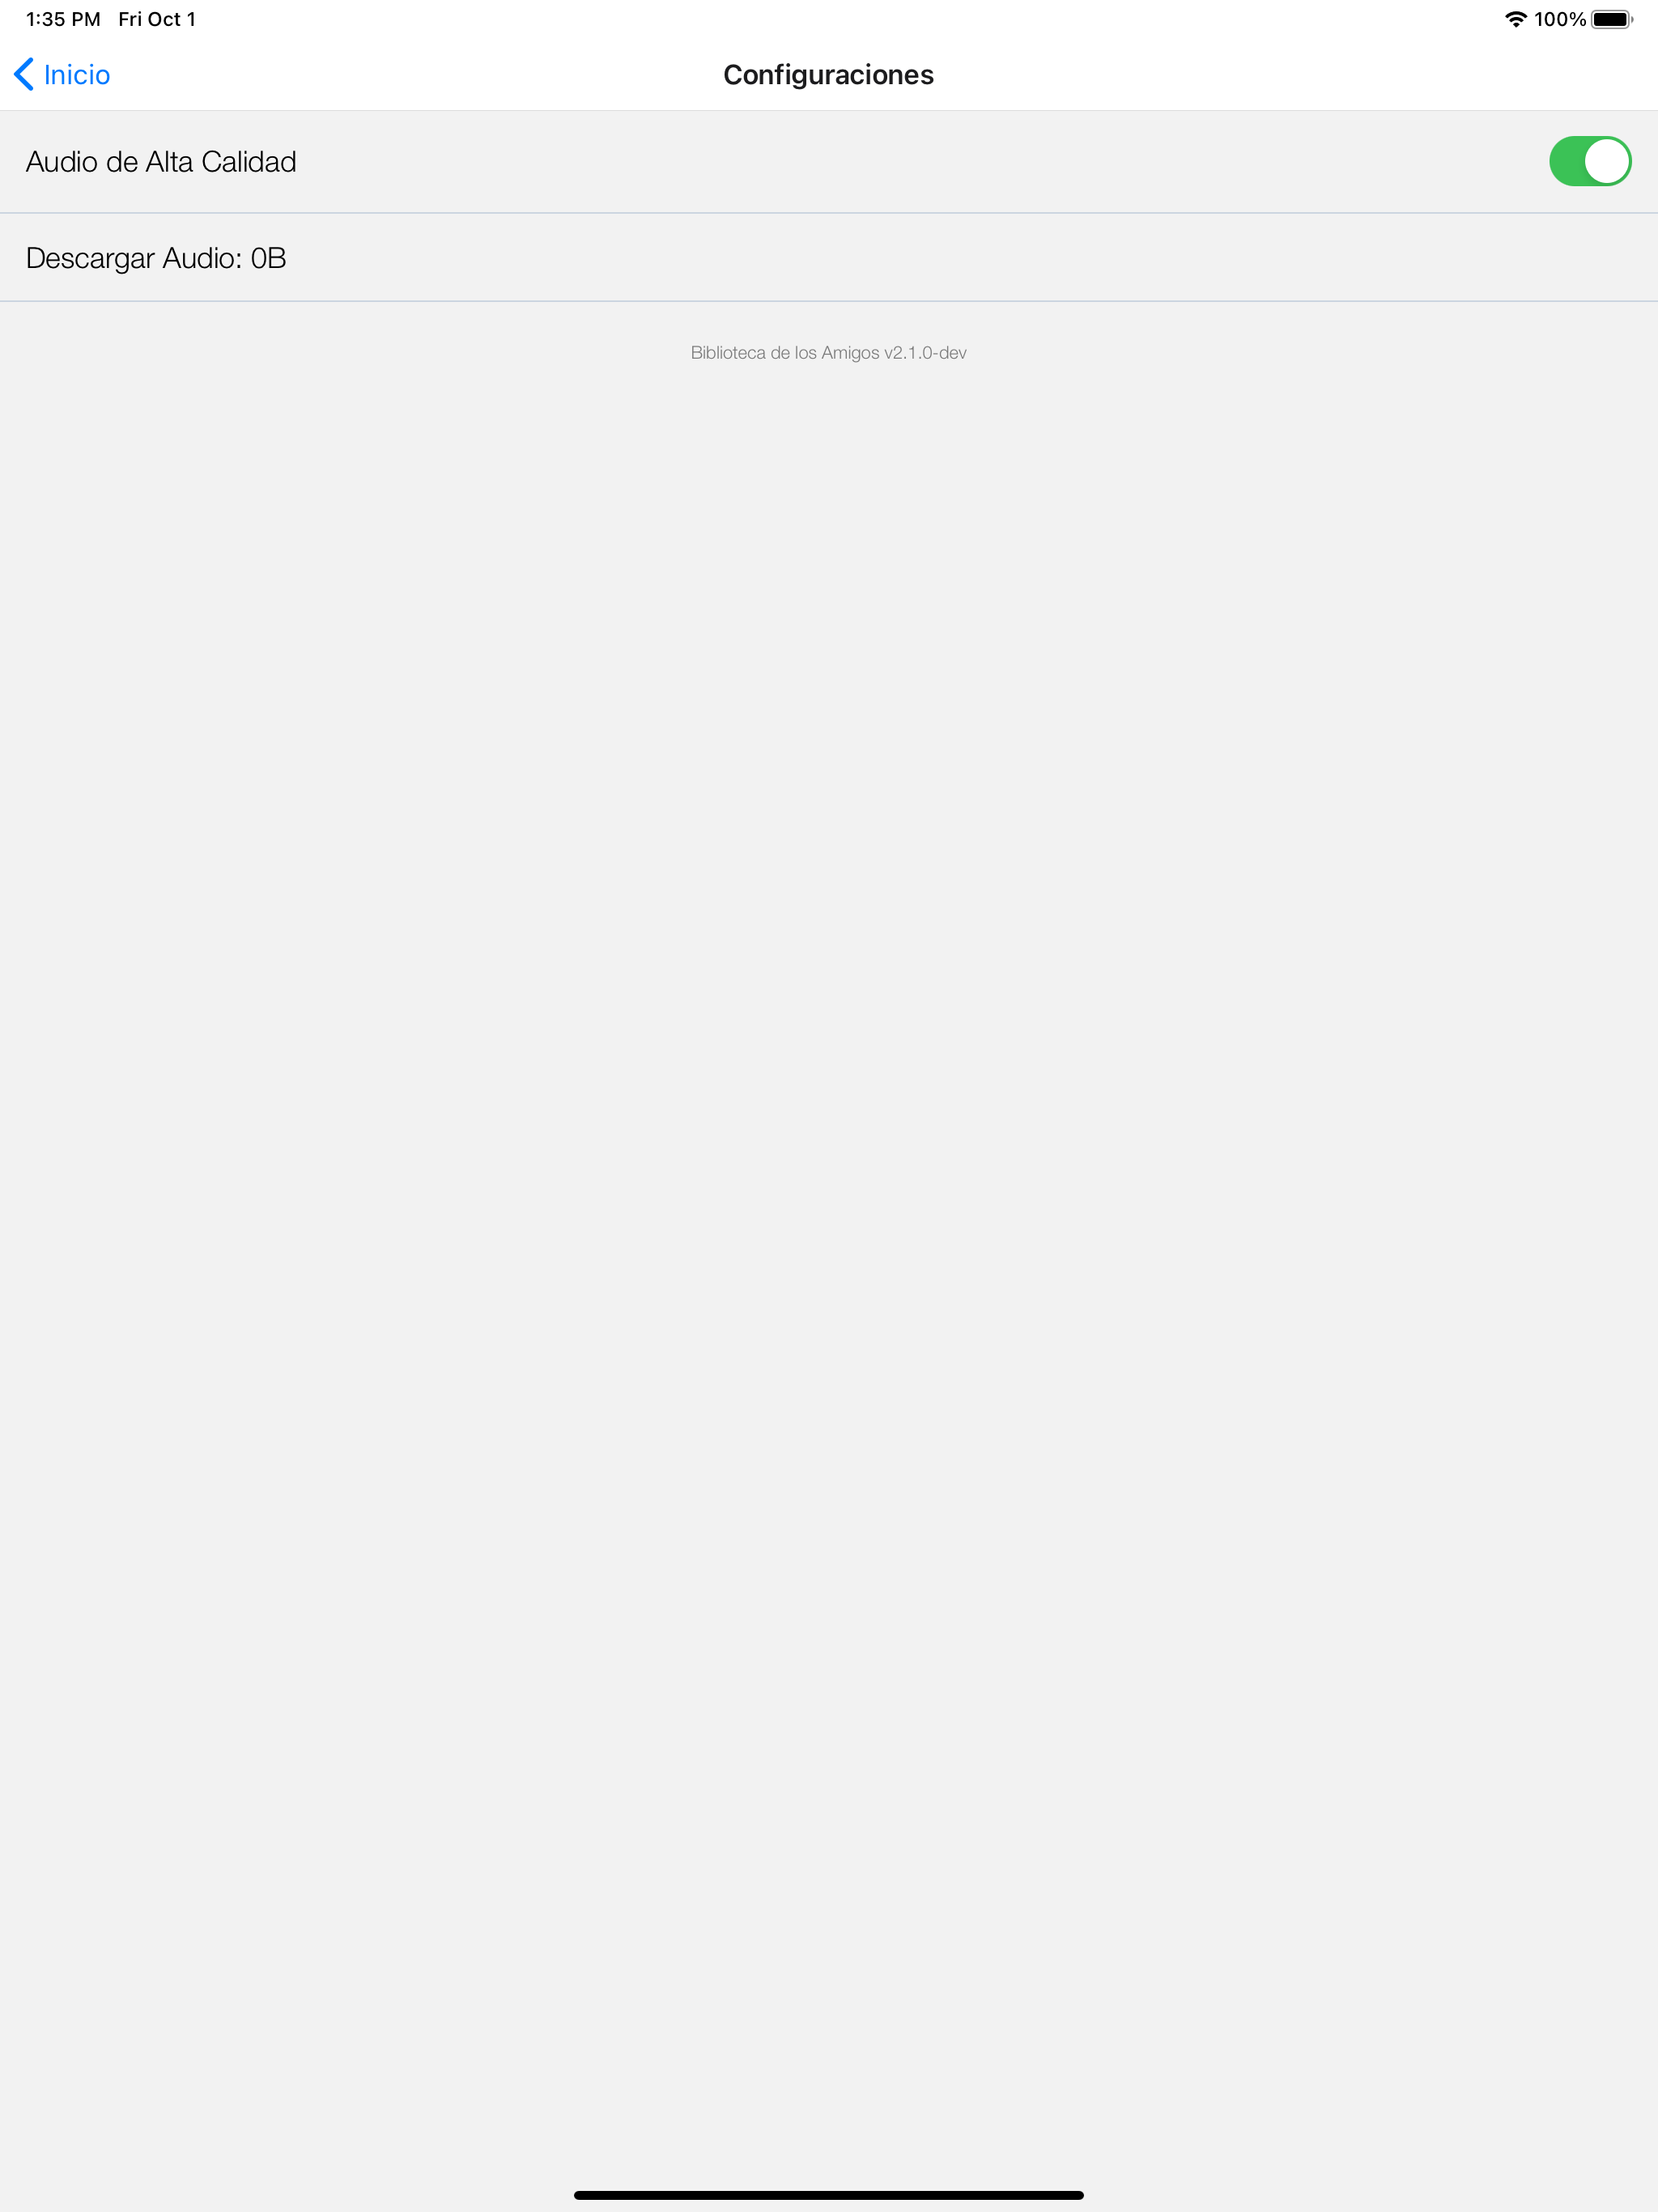 1:35 PM Fri Oct 1 100%
Inicio Configuraciones
Audio de Alta Calidad
Descargar Audio: 0B
Biblioteca de los Amigos v2.1.0-dev